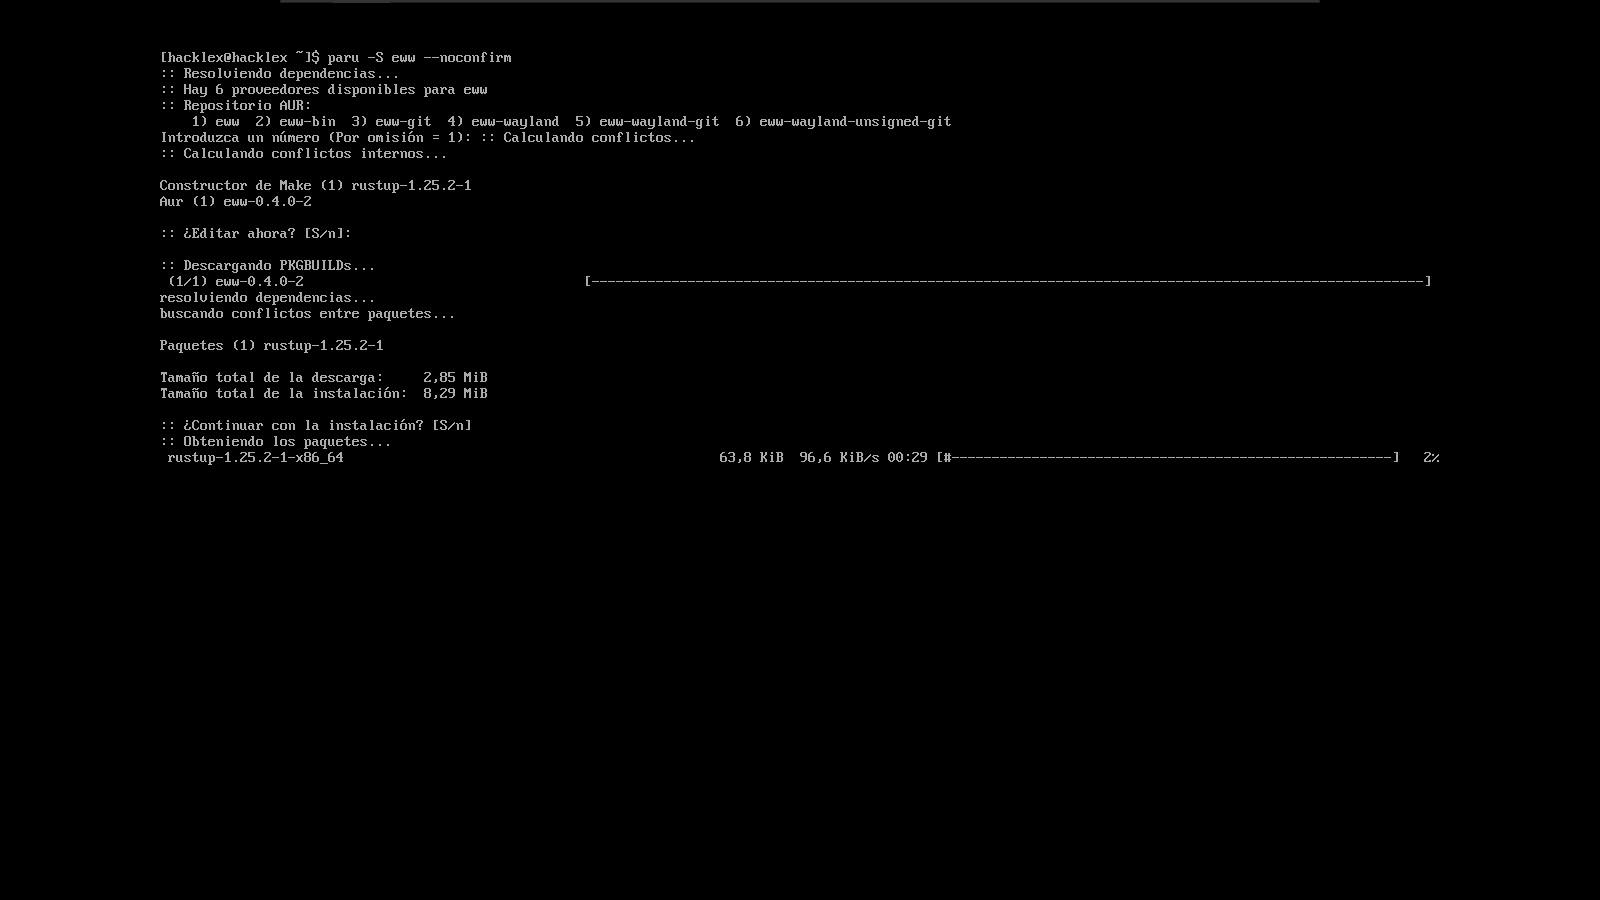 [hacklex@hacklex ~]$ paru -S eww --noconfirm
:: Resolviendo dependencias...
:: Hay 6 proveedores disponibles para eww
:: Repositorio AUR:
    1) eww  2) eww-bin  3) eww-git  4) eww-wayland  5) eww-wayland-git  6) eww-wayland-unsigned-git
Introduzca un número (Por omisión = 1): :: Calculando conflictos...
:: Calculando conflictos internos...

Constructor de Make (1) rustup-1.25.2-1
Aur (1) eww-0.4.0-2

:: ¿Editar ahora? [S/n]:

:: Descargando PKGBUILDs...
 (1/1) eww-0.4.0-2                                   [--------------------------------------------------------------------------------------------------------]
resolviendo dependencias...
buscando conflictos entre paquetes...

Paquetes (1) rustup-1.25.2-1

Tamaño total de la descarga:     2,85 MiB
Tamaño total de la instalación:  8,29 MiB

:: ¿Continuar con la instalación? [S/n]
:: Obteniendo los paquetes...
 rustup-1.25.2-1-x86_64                                               63,8 KiB  96,6 KiB/s 00:29 [#-------------------------------------------------------]   2%